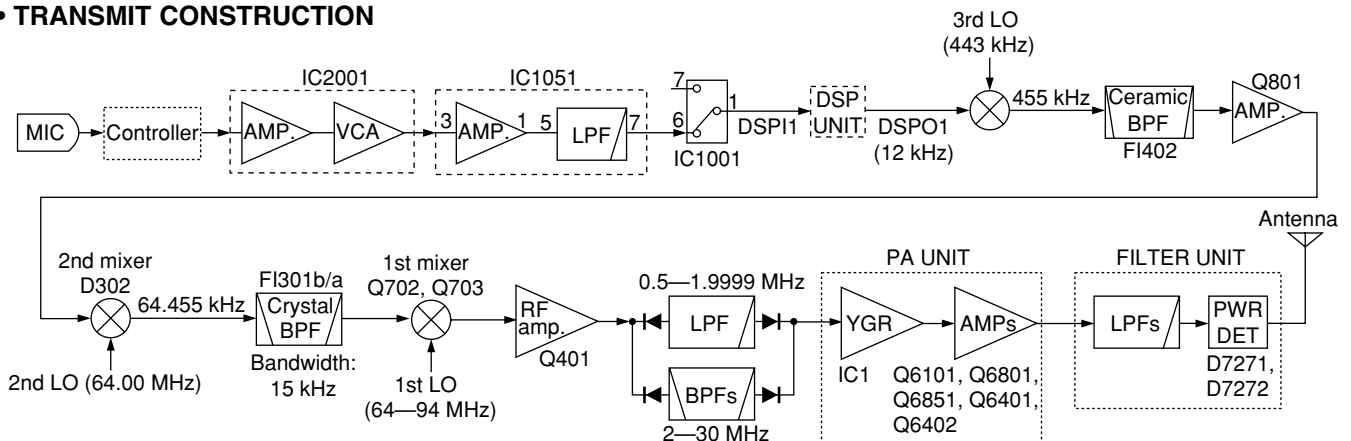 • TRANSMIT CONSTRUCTION
3rd LO
(443 kHz)
IC2001
IC1051
7
Q801
MIC
Controller
AMP.
VCA
3
AMP.
1
5
LPF
7
6
1
IC1001
DSPI1
DSP
UNIT
DSPO1
(12 kHz)
455 kHz
Ceramic
BPF
FI402
AMP.
Antenna
2nd mixer
D302
64.455 kHz
2nd LO (64.00 MHz)
FI301b/a
Crystal
BPF
Bandwidth:
15 kHz
1st mixer
Q702, Q703
1st LO
(64—94 MHz)
RF
amp.
Q401
0.5—1.9999 MHz
LPF
BPFs
2—30 MHz
PA UNIT
YGR
IC1
AMPs
Q6101, Q6801,
Q6851, Q6401,
Q6402
FILTER UNIT
LPFs
PWR
DET
D7271,
D7272